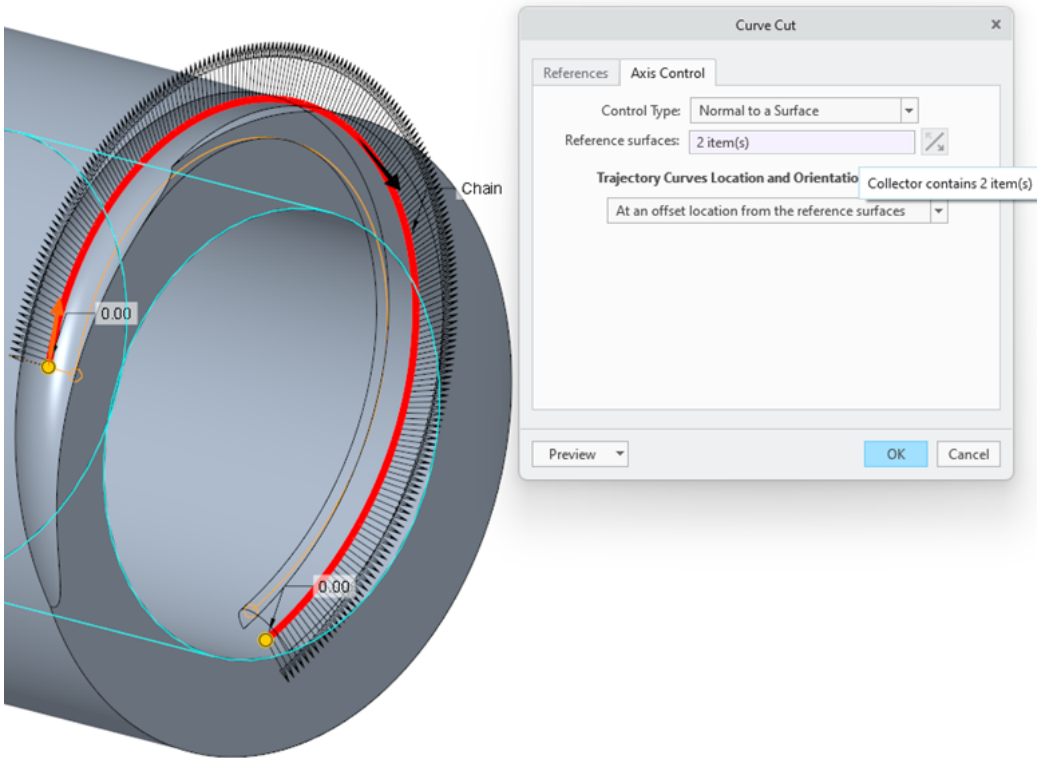 Curve Cut
x
References
Axis Control
Control Type:
Normal to a Surface
Reference surfaces:
2 item(s)
Trajectory Curves Location and Orientatio
Collector contains 2 item(s)
At an offset location from the reference surfaces
Preview
OK
Cancel
Chain
0.00
0.00